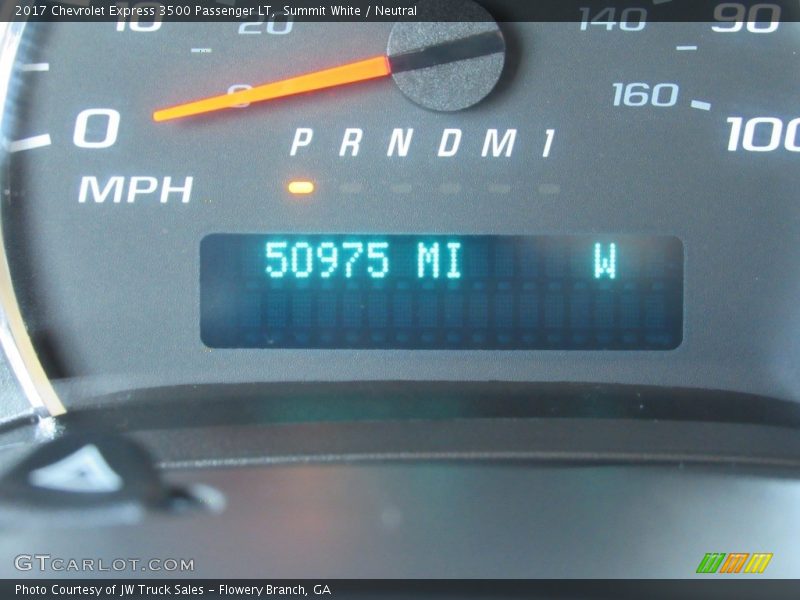 2017 Chevrolet Express 3500 Passenger LT, Summit White / Neutral
10 20 140 90
0 0 160 100
P R N D M 1
MPH
50975 MI W
GTCARLOT.COM
Photo Courtesy of JW Truck Sales - Flowery Branch, GA